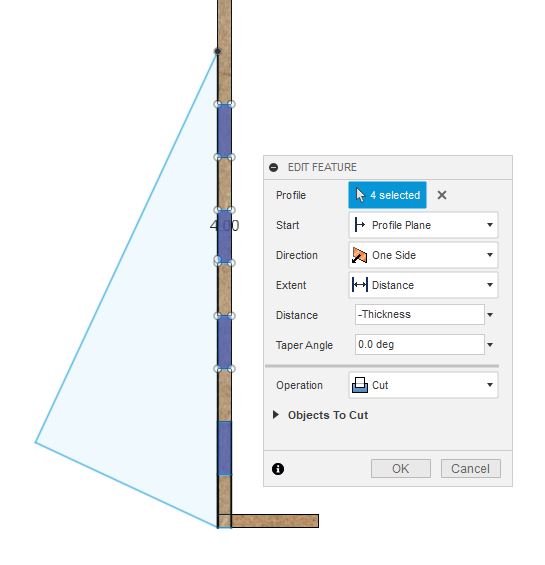 EDIT FEATURE
Profile 4 selected
Start Profile Plane
4.00
Direction One Side
Extent Distance
Distance -Thickness
Taper Angle 0.0 deg
Operation Cut
Objects To Cut
OK Cancel